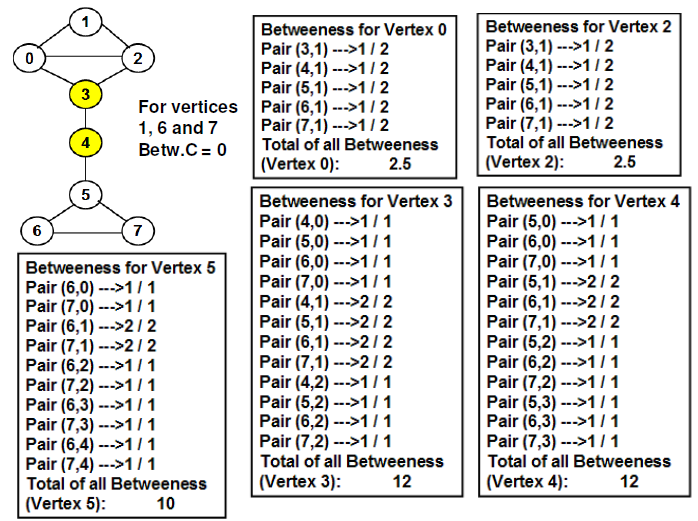 1
0
2
3
4
5
6
7
For vertices
1, 6 and 7
Betw.C = 0
Betweeness for Vertex 0
Pair (3,1) --->1 / 2
Pair (4,1) --->1 / 2
Pair (5,1) --->1 / 2
Pair (6,1) --->1 / 2
Pair (7,1) --->1 / 2
Total of all Betweeness
(Vertex 0): 2.5
Betweeness for Vertex 2
Pair (3,1) --->1 / 2
Pair (4,1) --->1 / 2
Pair (5,1) --->1 / 2
Pair (6,1) --->1 / 2
Pair (7,1) --->1 / 2
Total of all Betweeness
(Vertex 2): 2.5
Betweeness for Vertex 5
Pair (6,0) --->1 / 1
Pair (7,0) --->1 / 1
Pair (6,1) --->2 / 2
Pair (7,1) --->2 / 2
Pair (6,2) --->1 / 1
Pair (7,2) --->1 / 1
Pair (6,3) --->1 / 1
Pair (7,3) --->1 / 1
Pair (6,4) --->1 / 1
Pair (7,4) --->1 / 1
Total of all Betweeness
(Vertex 5): 10
Betweeness for Vertex 3
Pair (4,0) --->1 / 1
Pair (5,0) --->1 / 1
Pair (6,0) --->1 / 1
Pair (7,0) --->1 / 1
Pair (4,1) --->2 / 2
Pair (5,1) --->2 / 2
Pair (6,1) --->2 / 2
Pair (7,1) --->2 / 2
Pair (4,2) --->1 / 1
Pair (5,2) --->1 / 1
Pair (6,2) --->1 / 1
Pair (7,2) --->1 / 1
Total of all Betweeness
(Vertex 3): 12
Betweeness for Vertex 4
Pair (5,0) --->1 / 1
Pair (6,0) --->1 / 1
Pair (7,0) --->1 / 1
Pair (5,1) --->2 / 2
Pair (6,1) --->2 / 2
Pair (7,1) --->2 / 2
Pair (5,2) --->1 / 1
Pair (6,2) --->1 / 1
Pair (7,2) --->1 / 1
Pair (5,3) --->1 / 1
Pair (6,3) --->1 / 1
Pair (7,3) --->1 / 1
Total of all Betweeness
(Vertex 4): 12